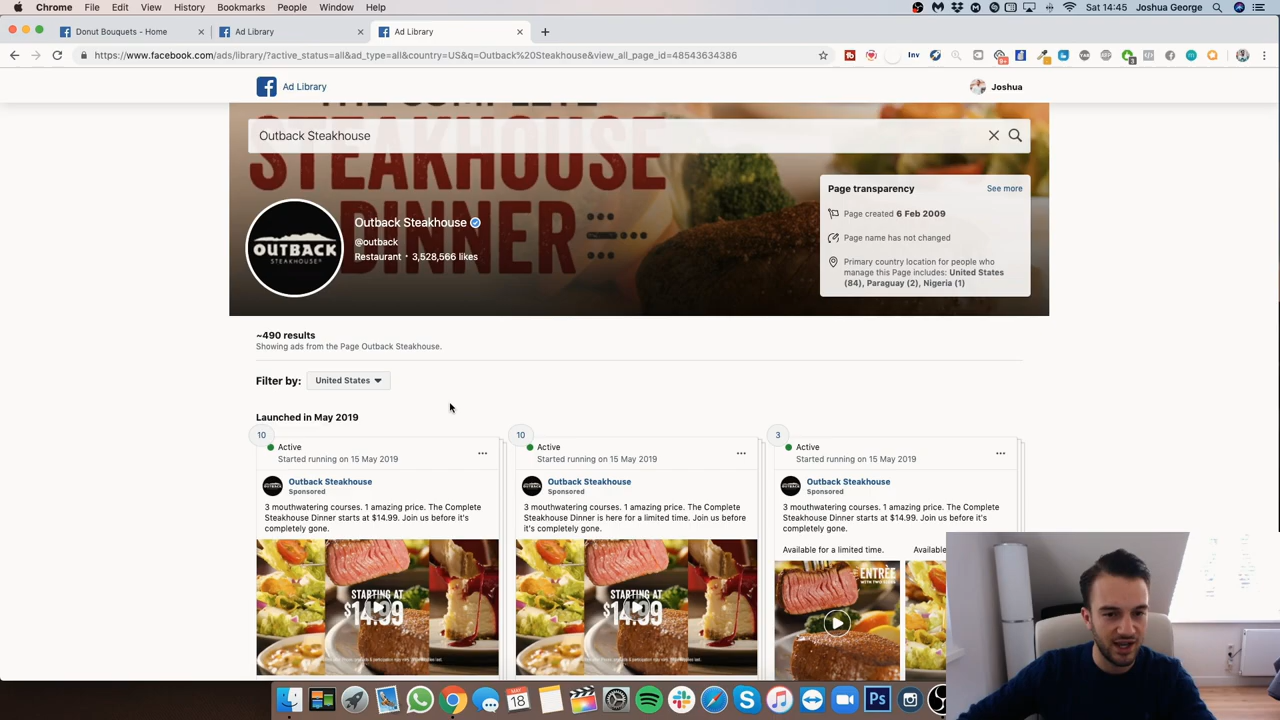 Chrome File Edit View History Bookmarks People Window Help Sat 14:45 Joshua George
Donut Bouquets - Home Ad Library Ad Library
https://www.facebook.com/ads/library/?active_status=all&ad_type=all&country=US&q=Outback%20Steakhouse&view_all_page_id=48543634386
Inv
Ad Library Joshua
THE COMPLETE
Outback Steakhouse
STEAKHOUSE
DINNER
OUTBACK
STEAKHOUSE
Outback Steakhouse
@outback
Restaurant • 3,528,566 likes
Page transparency See more
Page created 6 Feb 2009
Page name has not changed
Primary country location for people who
manage this Page includes: United States
(84), Paraguay (2), Nigeria (1)
~490 results
Showing ads from the Page Outback Steakhouse.
Filter by: United States
Launched in May 2019
10
Active
Started running on 15 May 2019
Outback Steakhouse
Sponsored
3 mouthwatering courses. 1 amazing price. The Complete
Steakhouse Dinner starts at $14.99. Join us before it's
completely gone.
STARTING AT
$14.99
10
Active
Started running on 15 May 2019
Outback Steakhouse
Sponsored
3 mouthwatering courses. 1 amazing price. The Complete
Steakhouse Dinner is here for a limited time. Join us before
it's completely gone.
STARTING AT
$14.99
3
Active
Started running on 15 May 2019
Outback Steakhouse
Sponsored
3 mouthwatering courses. 1 amazing price. The Complete
Steakhouse Dinner starts at $14.99. Join us before it's
completely gone.
Available for a limited time.
ENTRÉE
MAY
18
Ps